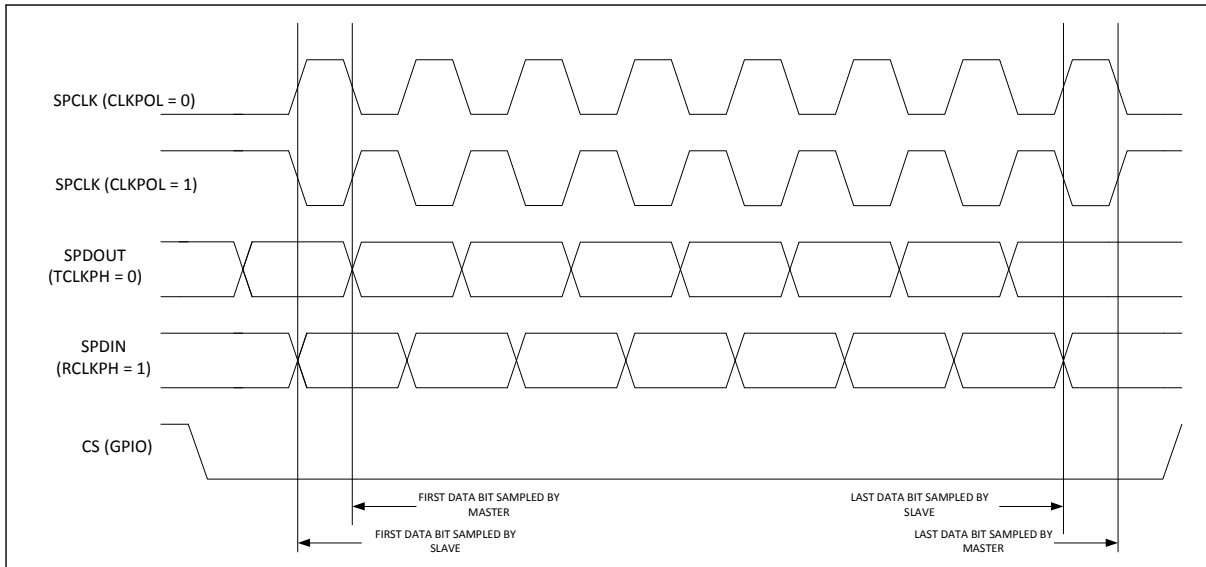 SPCLK (CLKPOL = 0)
SPCLK (CLKPOL = 1)
SPDOUT
(TCLKPH = 0)
SPDIN
(RCLKPH = 1)
CS (GPIO)
FIRST DATA BIT SAMPLED BY
MASTER
LAST DATA BIT SAMPLED BY
SLAVE
FIRST DATA BIT SAMPLED BY
SLAVE
LAST DATA BIT SAMPLED BY
MASTER